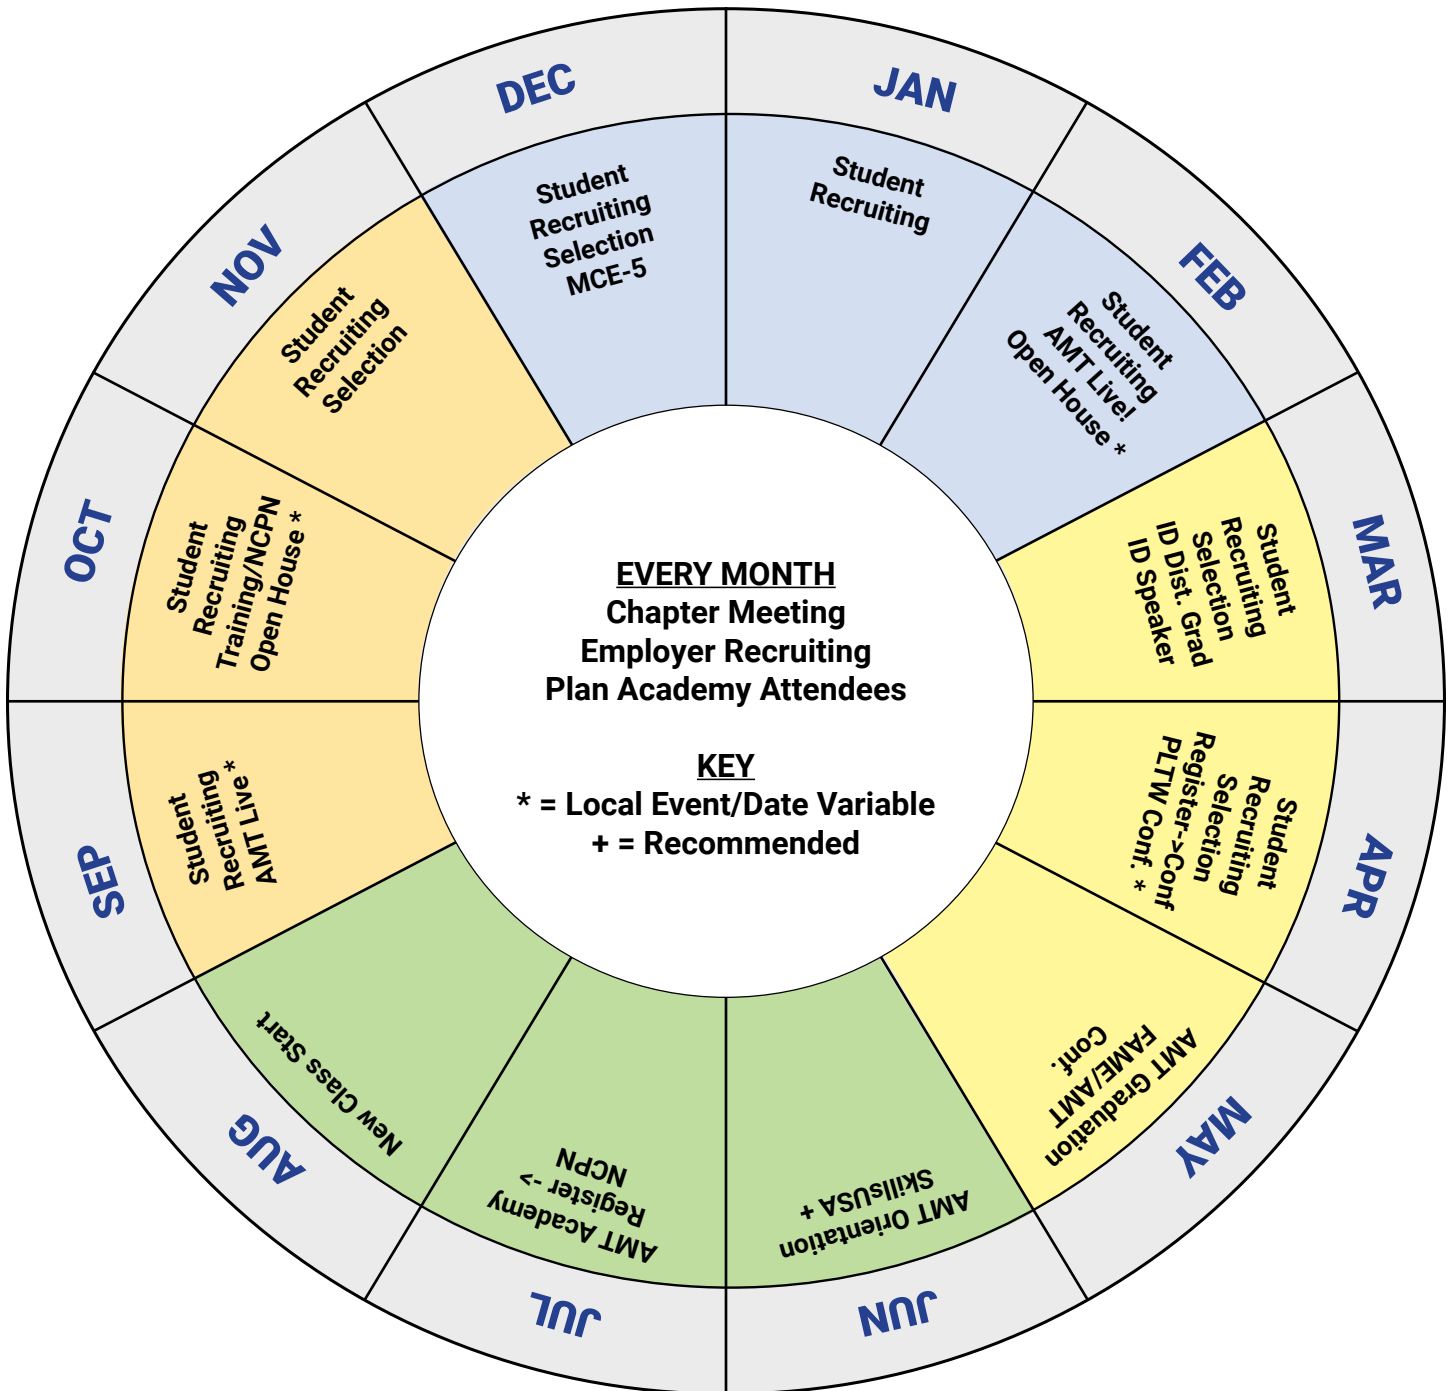 JAN
Student
Recruiting
FEB
Student
Recruiting
AMT Live!
Open House *
MAR
Student
Recruiting
Selection
ID Dist. Grad
ID Speaker
APR
Student
Recruiting
Selection
Register->Conf
PLTW Conf. *
MAY
AMT Graduation
FAME/AMT
Conf.
JUN
AMT Orientation
SkillsUSA +
JUL
AMT Academy
Register ->
NCPN
AUG
New Class Start
SEP
Student
Recruiting
AMT Live *
OCT
Student
Recruiting
Training/NCPN
Open House *
NOV
Student
Recruiting
Selection
DEC
Student
Recruiting
Selection
MCE-5
EVERY MONTH
Chapter Meeting
Employer Recruiting
Plan Academy Attendees
KEY
* = Local Event/Date Variable
+ = Recommended